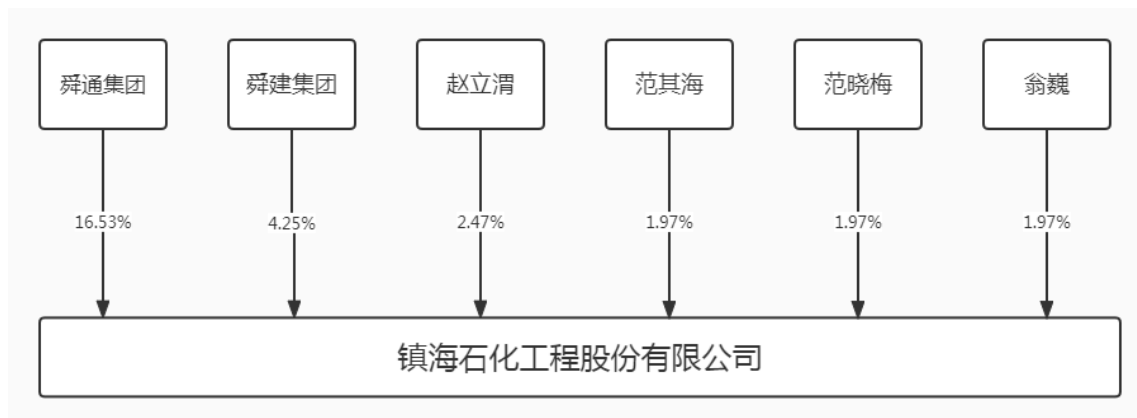 舜通集团
舜建集团
赵立渭
范其海
范晓梅
翁巍
16.53%
4.25%
2.47%
1.97%
1.97%
1.97%
镇海石化工程股份有限公司